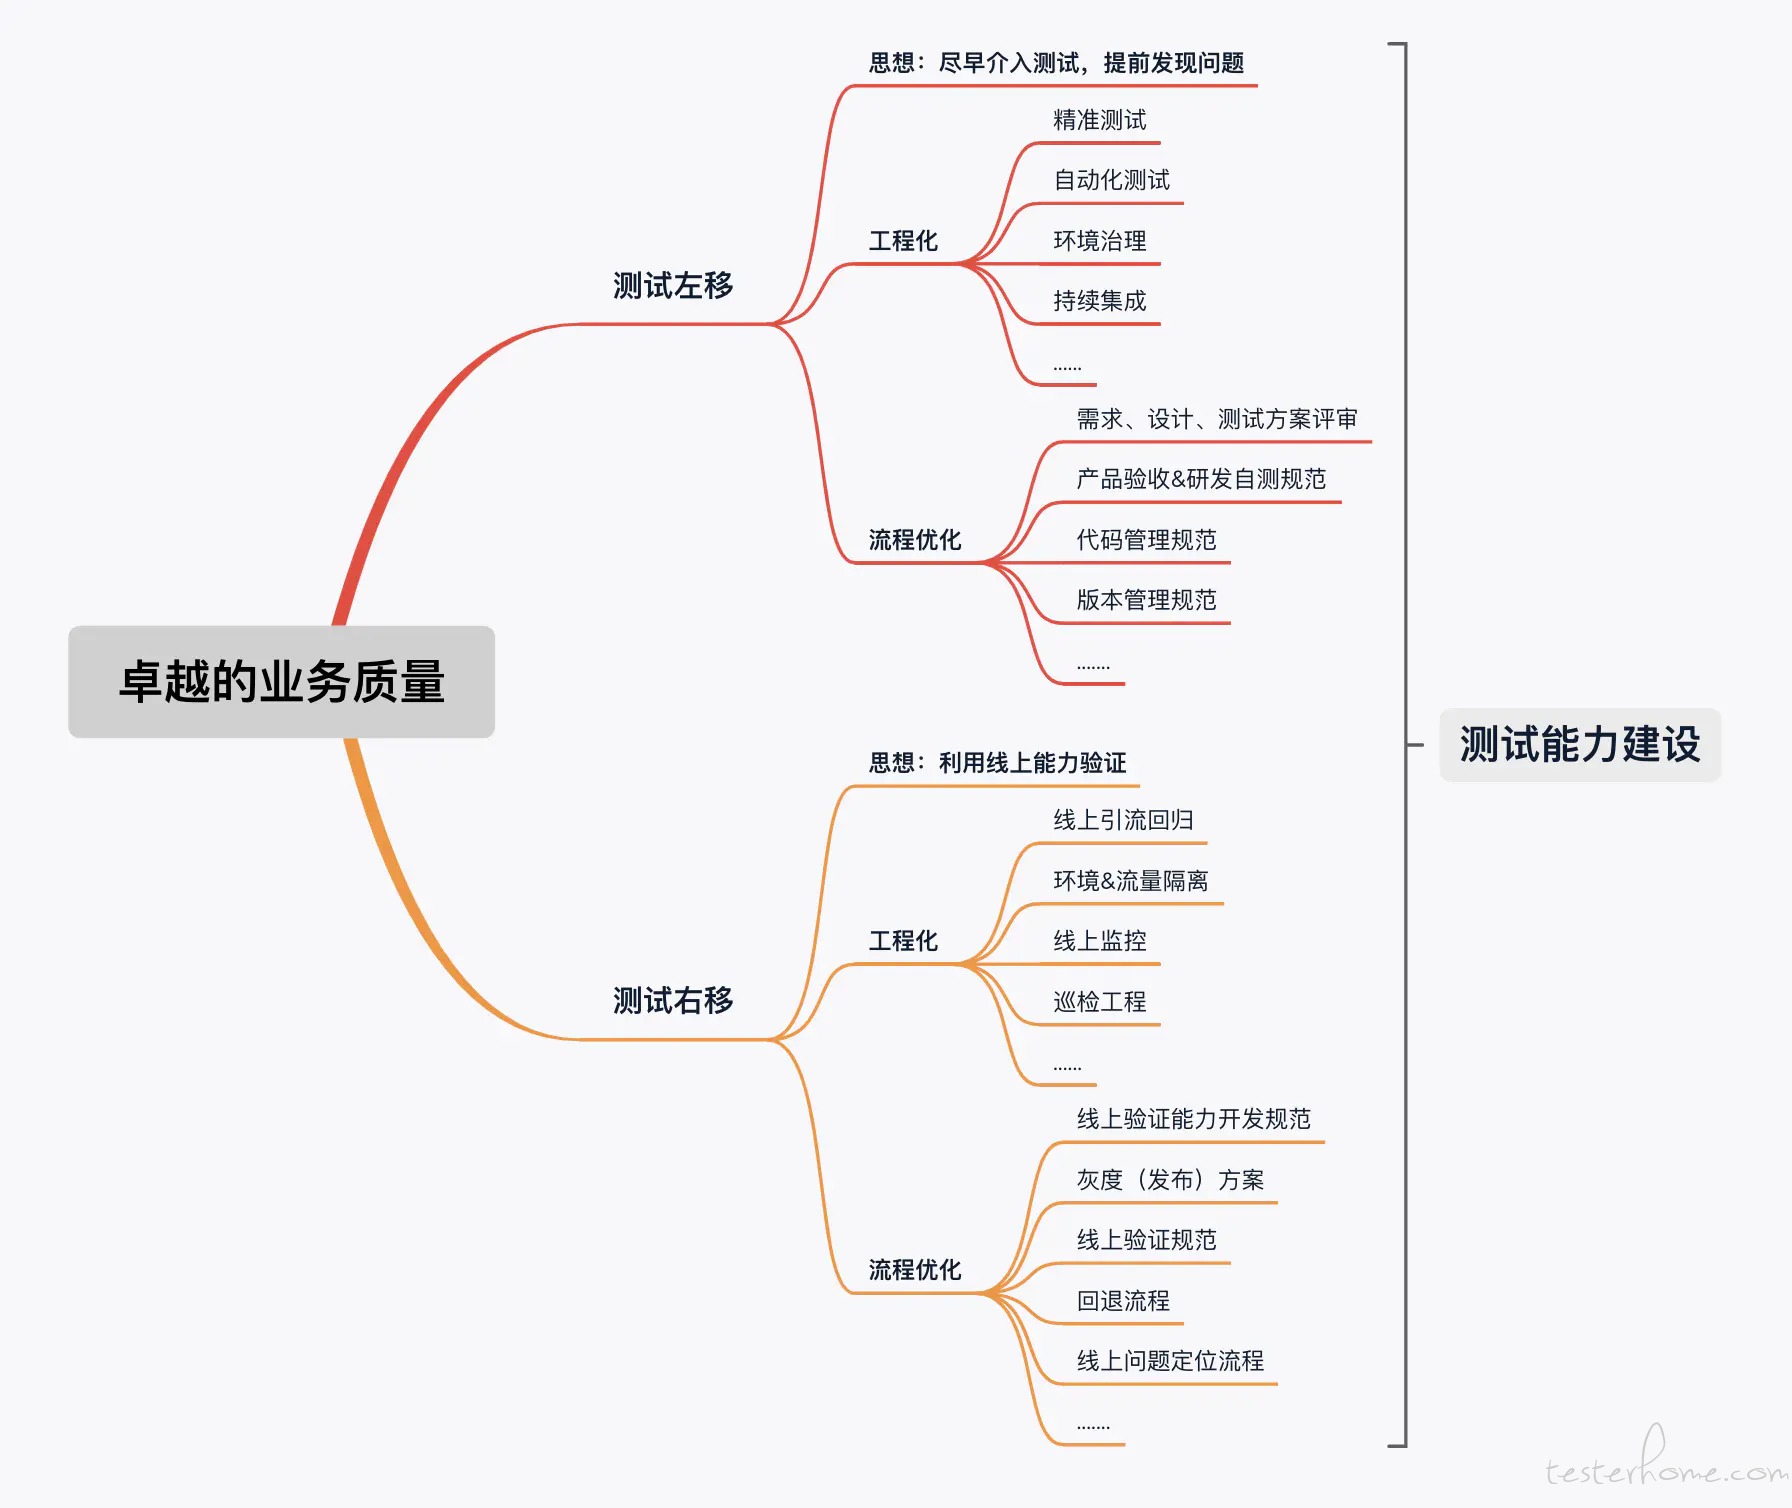 卓越的业务质量
测试左移
思想：尽早介入测试，提前发现问题
工程化
精准测试
自动化测试
环境治理
持续集成
......
流程优化
需求、设计、测试方案评审
产品验收&研发自测规范
代码管理规范
版本管理规范
.......
测试右移
思想：利用线上能力验证
工程化
线上引流回归
环境&流量隔离
线上监控
巡检工程
......
流程优化
线上验证能力开发规范
灰度（发布）方案
线上验证规范
回退流程
线上问题定位流程
.......
测试能力建设
testerhome.com